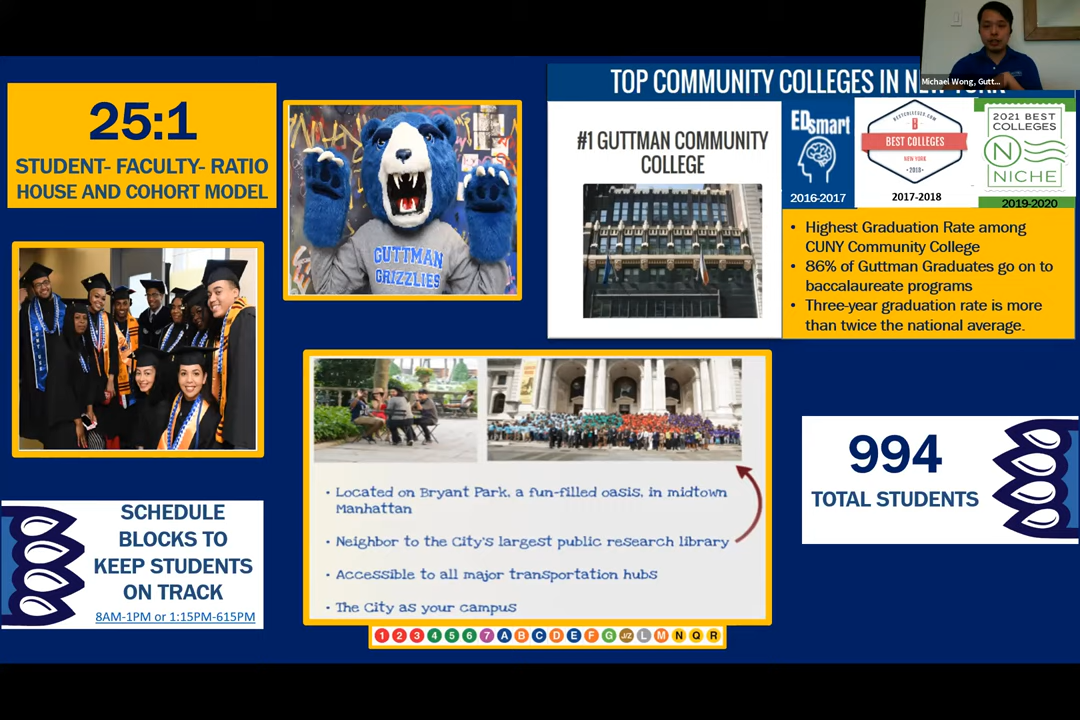 25:1
STUDENT- FACULTY- RATIO
HOUSE AND COHORT MODEL
GUTTMAN
GRIZZLIES
TOP COMMUNITY COLLEGES IN NEW YORK
Michael Wong, Gutt...
#1 GUTTMAN COMMUNITY
COLLEGE
EDsmart
2016-2017
BEST COLLEGES
NEW YORK
2018
2017-2018
2021 BEST
COLLEGES
N
NICHE
2019-2020
• Highest Graduation Rate among
CUNY Community College
• 86% of Guttman Graduates go on to
baccalaureate programs
• Three-year graduation rate is more
than twice the national average.
• Located on Bryant Park, a fun-filled oasis, in midtown
Manhattan
• Neighbor to the City's largest public research library
• Accessible to all major transportation hubs
• The City as your campus
1 2 3 4 5 6 7 A B C D E F G J/Z L M N Q R
994
TOTAL STUDENTS
SCHEDULE
BLOCKS TO
KEEP STUDENTS
ON TRACK
8AM-1PM or 1:15PM-615PM